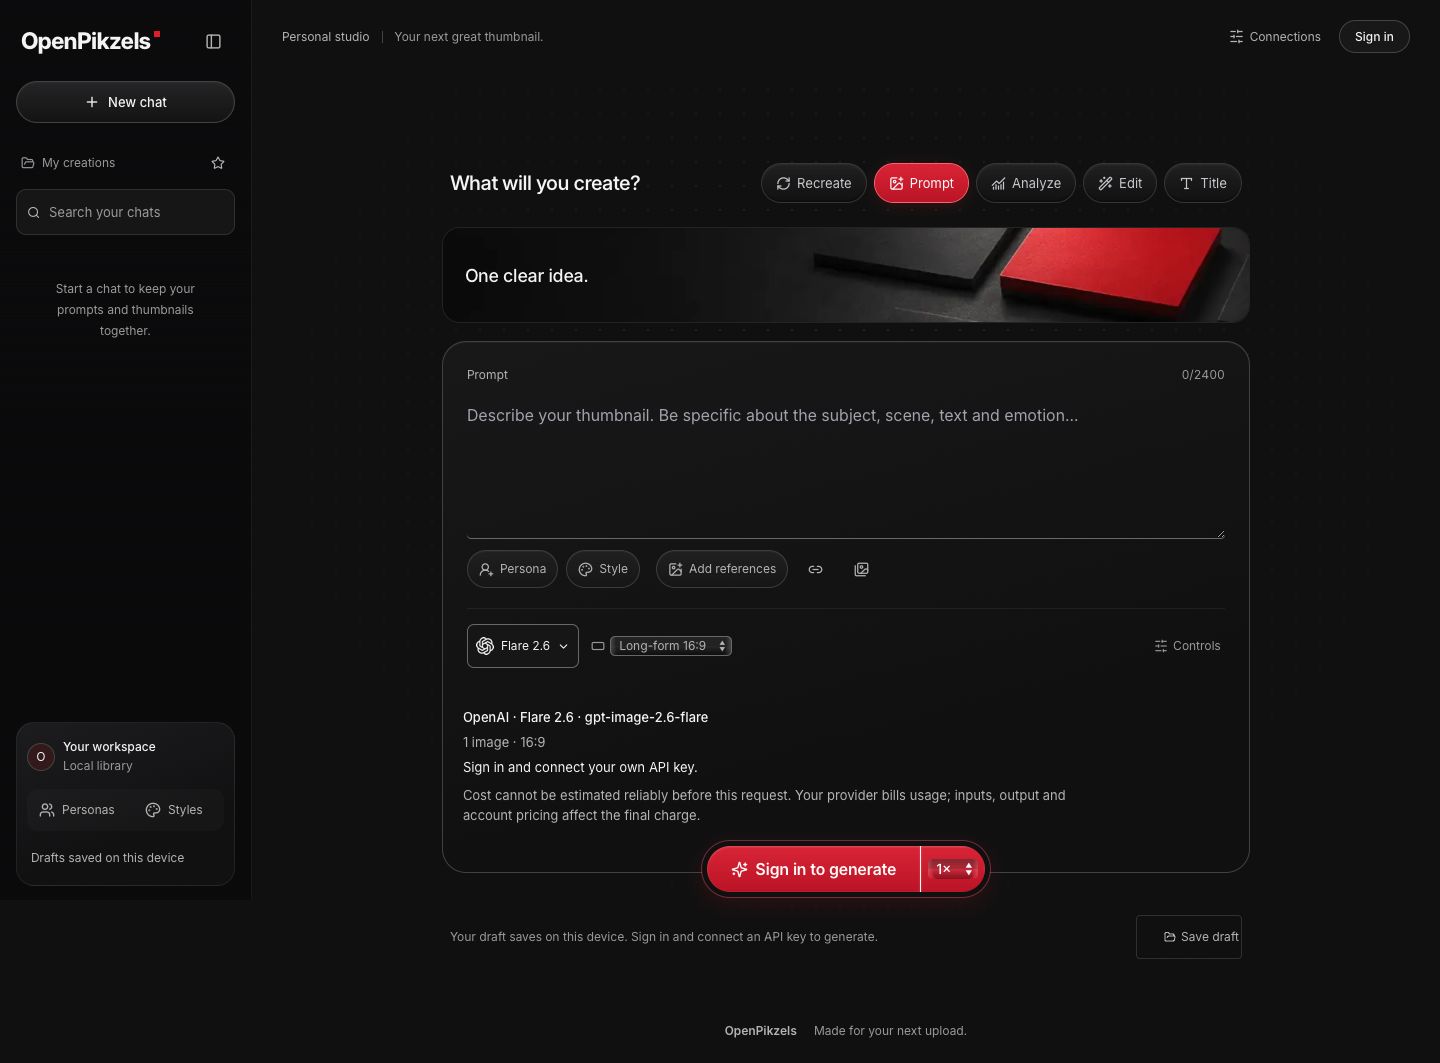 OpenPikzels
New chat
My creations
Search your chats
Start a chat to keep your
prompts and thumbnails
together.
O
Your workspace
Local library
Personas
Styles
Drafts saved on this device
Personal studio
Your next great thumbnail.
Connections
Sign in
What will you create?
Recreate
Prompt
Analyze
Edit
Title
One clear idea.
Prompt
0/2400
Describe your thumbnail. Be specific about the subject, scene, text and emotion...
Persona
Style
Add references
Flare 2.6
Long-form 16:9
Controls
OpenAI · Flare 2.6 · gpt-image-2.6-flare
1 image · 16:9
Sign in and connect your own API key.
Cost cannot be estimated reliably before this request. Your provider bills usage; inputs, output and
account pricing affect the final charge.
Sign in to generate
1×
Your draft saves on this device. Sign in and connect an API key to generate.
Save draft
OpenPikzels
Made for your next upload.